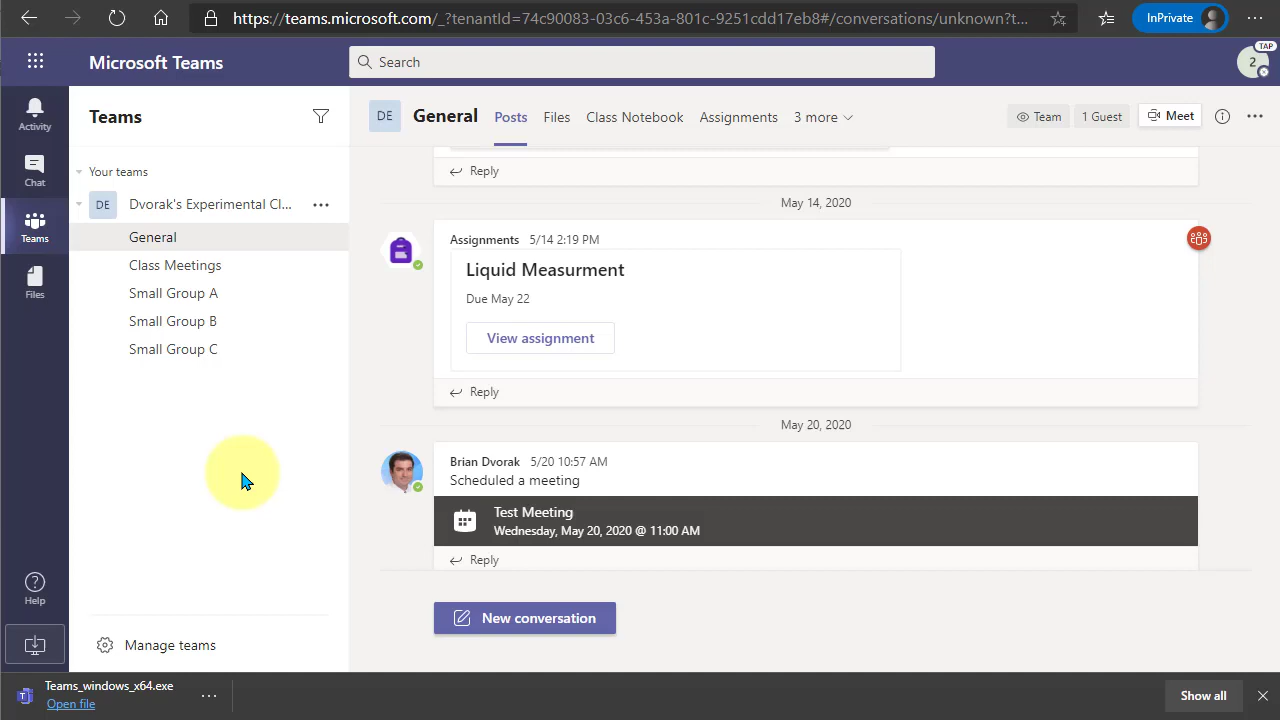 https://teams.microsoft.com/_?tenantId=74c90083-03c6-453a-801c-9251cdd17eb8#/conversations/unknown?t...
InPrivate
Microsoft Teams
Search
TAP
2
Activity
Chat
Teams
Files
Help
Teams
Your teams
DE Dvorak's Experimental Cl...
General
Class Meetings
Small Group A
Small Group B
Small Group C
Manage teams
DE General Posts Files Class Notebook Assignments 3 more Team 1 Guest Meet
Reply
May 14, 2020
Assignments 5/14 2:19 PM
Liquid Measurment
Due May 22
View assignment
Reply
May 20, 2020
Brian Dvorak 5/20 10:57 AM
Scheduled a meeting
Test Meeting
Wednesday, May 20, 2020 @ 11:00 AM
Reply
New conversation
Teams_windows_x64.exe
Open file
Show all